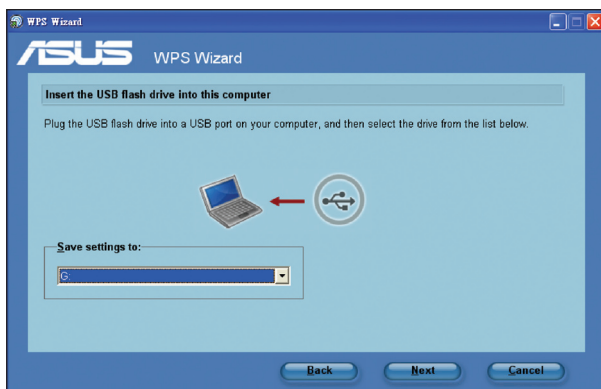 WPS Wizard
ASUS WPS Wizard
Insert the USB flash drive into this computer
Plug the USB flash drive into a USB port on your computer, and then select the drive from the list below.
Save settings to:
G:
Back Next Cancel